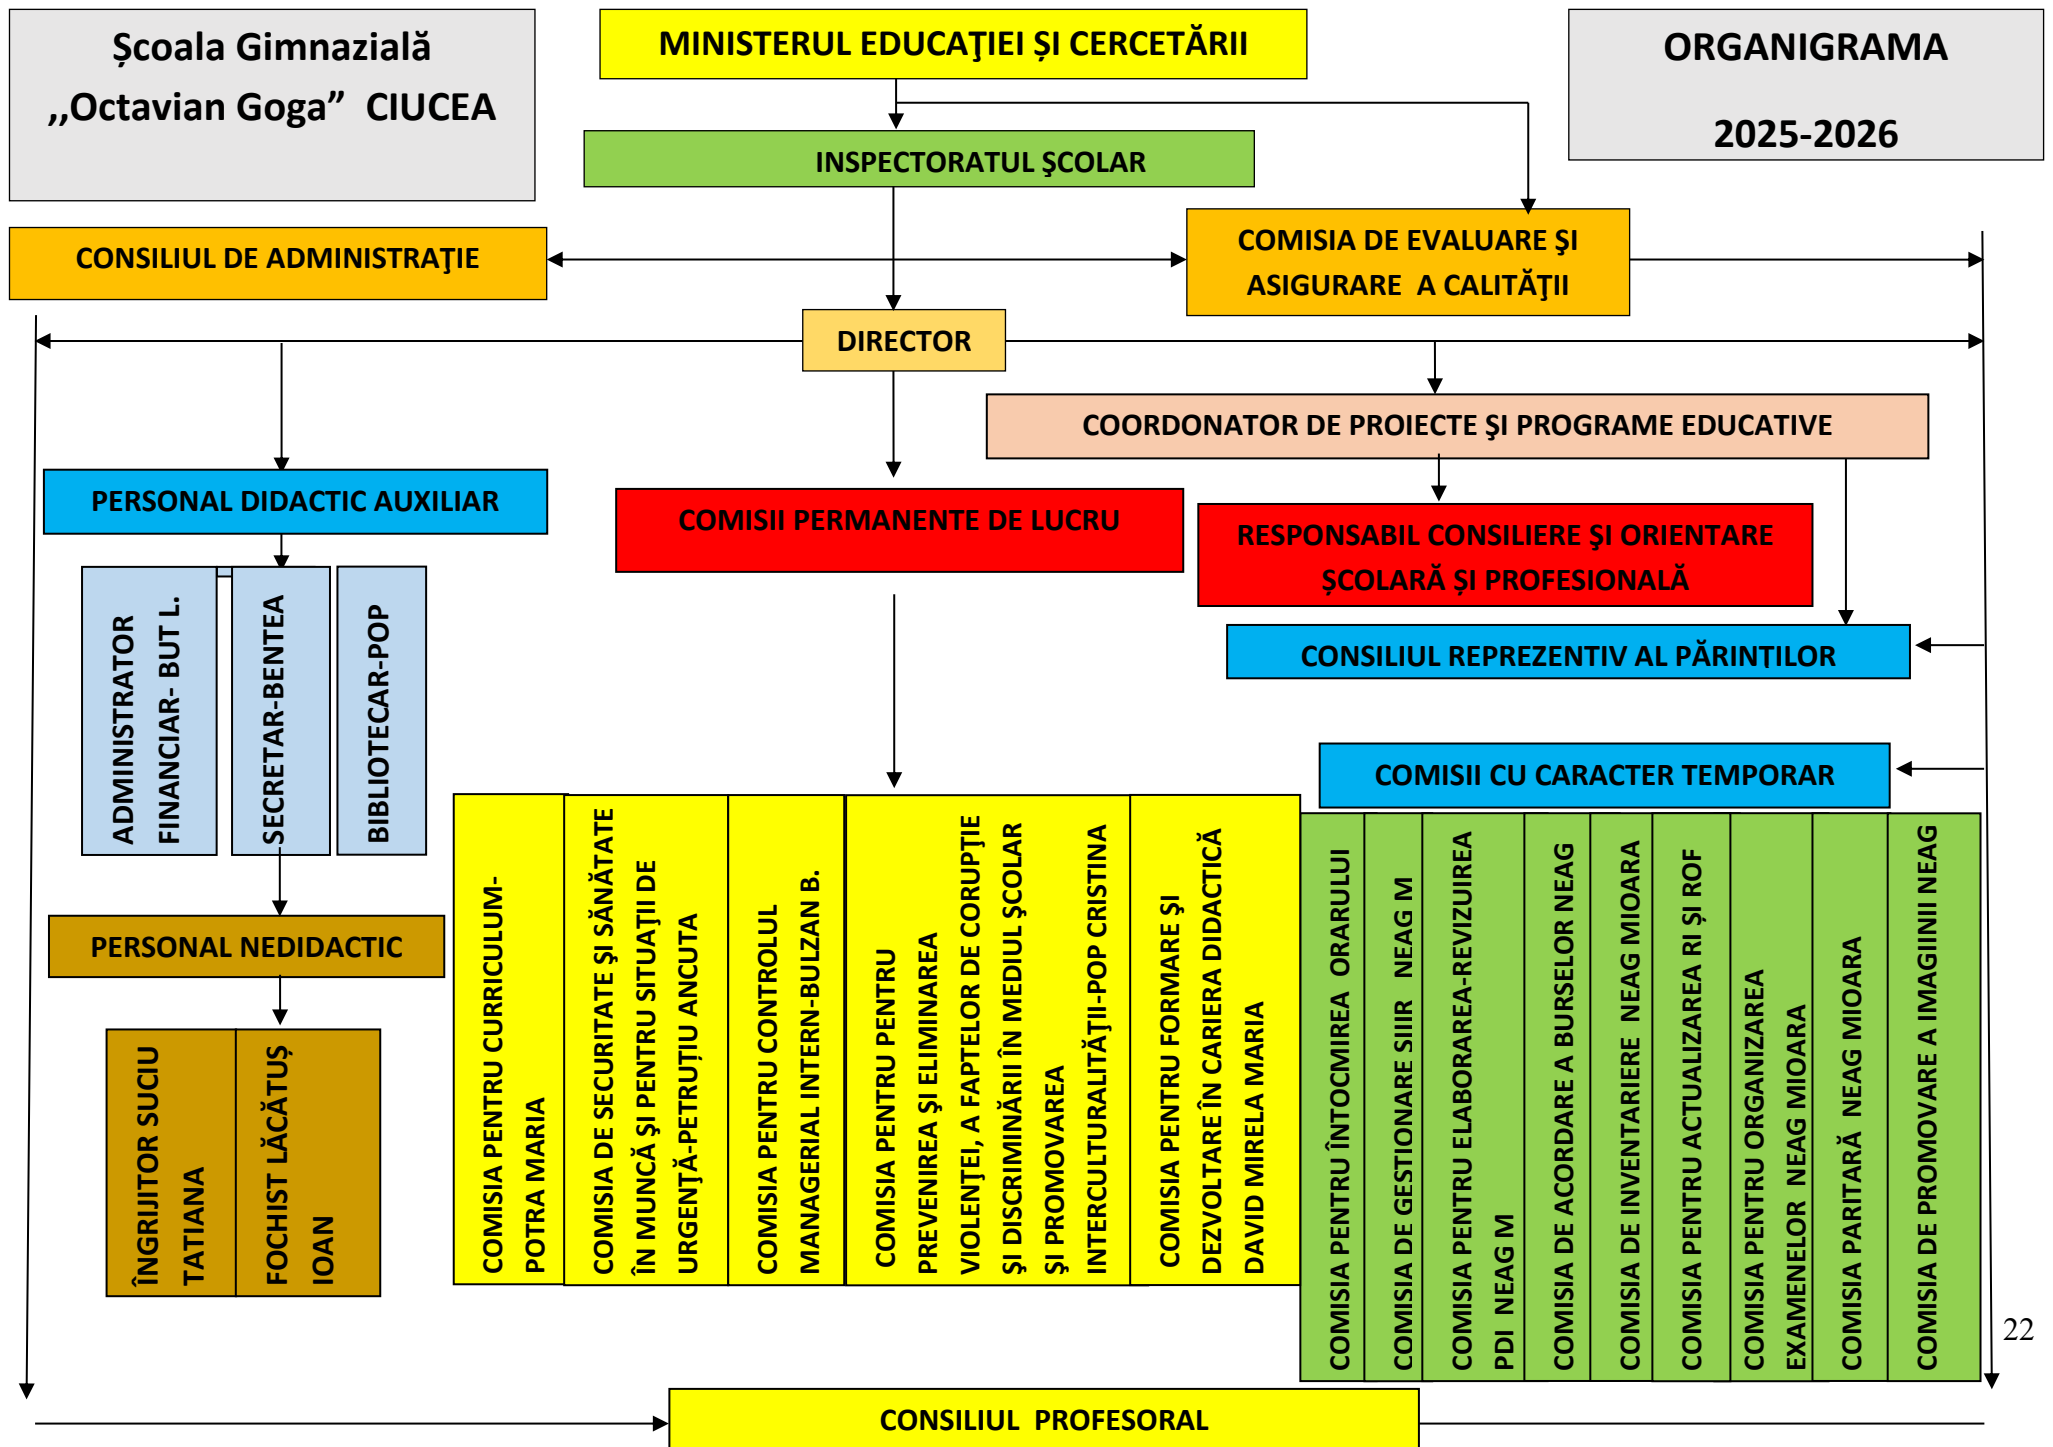 Școala Gimnazială
,,Octavian Goga” CIUCEA
MINISTERUL EDUCAŢIEI ȘI CERCETĂRII
ORGANIGRAMA
2025-2026
INSPECTORATUL ŞCOLAR
CONSILIUL DE ADMINISTRAŢIE
COMISIA DE EVALUARE ŞI
ASIGURARE A CALITĂŢII
DIRECTOR
COORDONATOR DE PROIECTE ŞI PROGRAME EDUCATIVE
PERSONAL DIDACTIC AUXILIAR
COMISII PERMANENTE DE LUCRU
RESPONSABIL CONSILIERE ŞI ORIENTARE
ȘCOLARĂ ȘI PROFESIONALĂ
ADMINISTRATOR
FINANCIAR- BUT L.
SECRETAR-BENTEA
BIBLIOTECAR-POP
CONSILIUL REPREZENTIV AL PĂRINŢILOR
COMISII CU CARACTER TEMPORAR
PERSONAL NEDIDACTIC
ÎNGRIJITOR SUCIU
TATIANA
FOCHIST LĂCĂTUȘ
IOAN
COMISIA PENTRU CURRICULUM-
POTRA MARIA
COMISIA DE SECURITATE ŞI SĂNĂTATE
ÎN MUNCĂ ŞI PENTRU SITUAŢII DE
URGENŢĂ-PETRUȚIU ANCUTA
COMISIA PENTRU CONTROLUL
MANAGERIAL INTERN-BULZAN B.
COMISIA PENTRU PENTRU
PREVENIREA ŞI ELIMINAREA
VIOLENŢEI, A FAPTELOR DE CORUPŢIE
ŞI DISCRIMINĂRII ÎN MEDIUL ŞCOLAR
ŞI PROMOVAREA
INTERCULTURALITĂŢII-POP CRISTINA
COMISIA PENTRU FORMARE ŞI
DEZVOLTARE ÎN CARIERA DIDACTICĂ
DAVID MIRELA MARIA
COMISIA PENTRU ÎNTOCMIREA ORARULUI
COMISIA DE GESTIONARE SIIIR NEAG M
COMISIA PENTRU ELABORAREA-REVIZUIREA
PDI NEAG M
COMISIA DE ACORDARE A BURSELOR NEAG
COMISIA DE INVENTARIERE NEAG MIOARA
COMISIA PENTRU ACTUALIZAREA RI ȘI ROF
COMISIA PENTRU ORGANIZAREA
EXAMENELOR NEAG MIOARA
COMISIA PARITARĂ NEAG MIOARA
COMISIA DE PROMOVARE A IMAGINII NEAG
22
CONSILIUL PROFESORAL